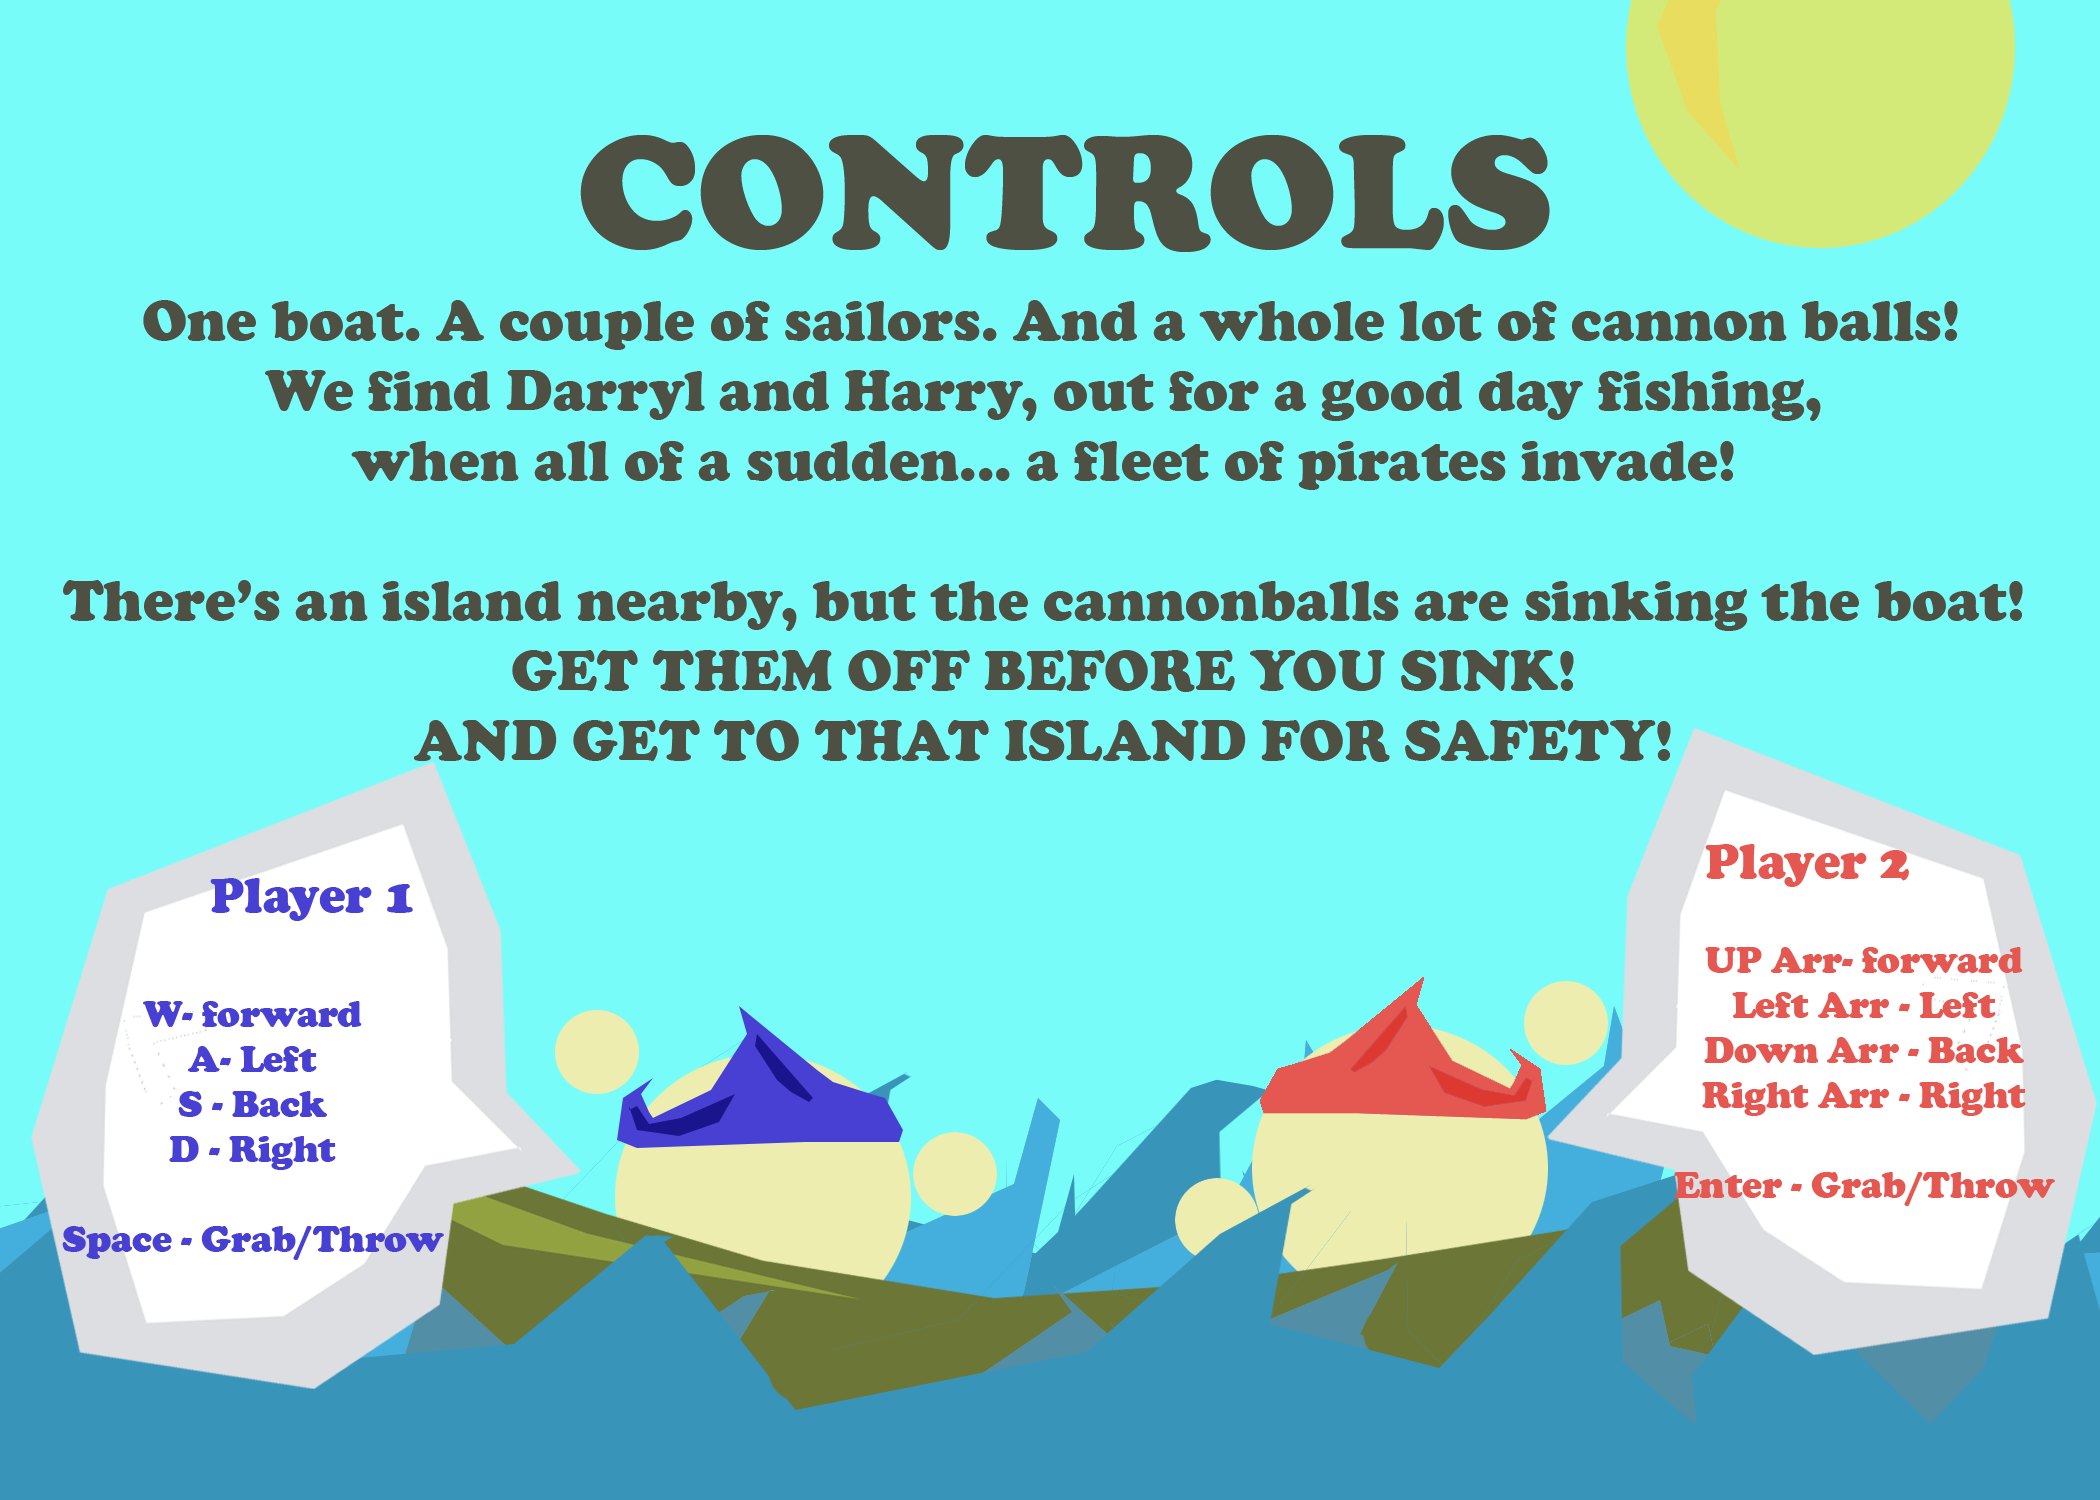 CONTROLS
One boat. A couple of sailors. And a whole lot of cannon balls!
We find Darryl and Harry, out for a good day fishing,
when all of a sudden... a fleet of pirates invade!
There's an island nearby, but the cannonballs are sinking the boat!
GET THEM OFF BEFORE YOU SINK!
AND GET TO THAT ISLAND FOR SAFETY!
Player 1
W- forward
A- Left
S - Back
D - Right
Space - Grab/Throw
Player 2
UP Arr- forward
Left Arr - Left
Down Arr - Back
Right Arr - Right
Enter - Grab/Throw